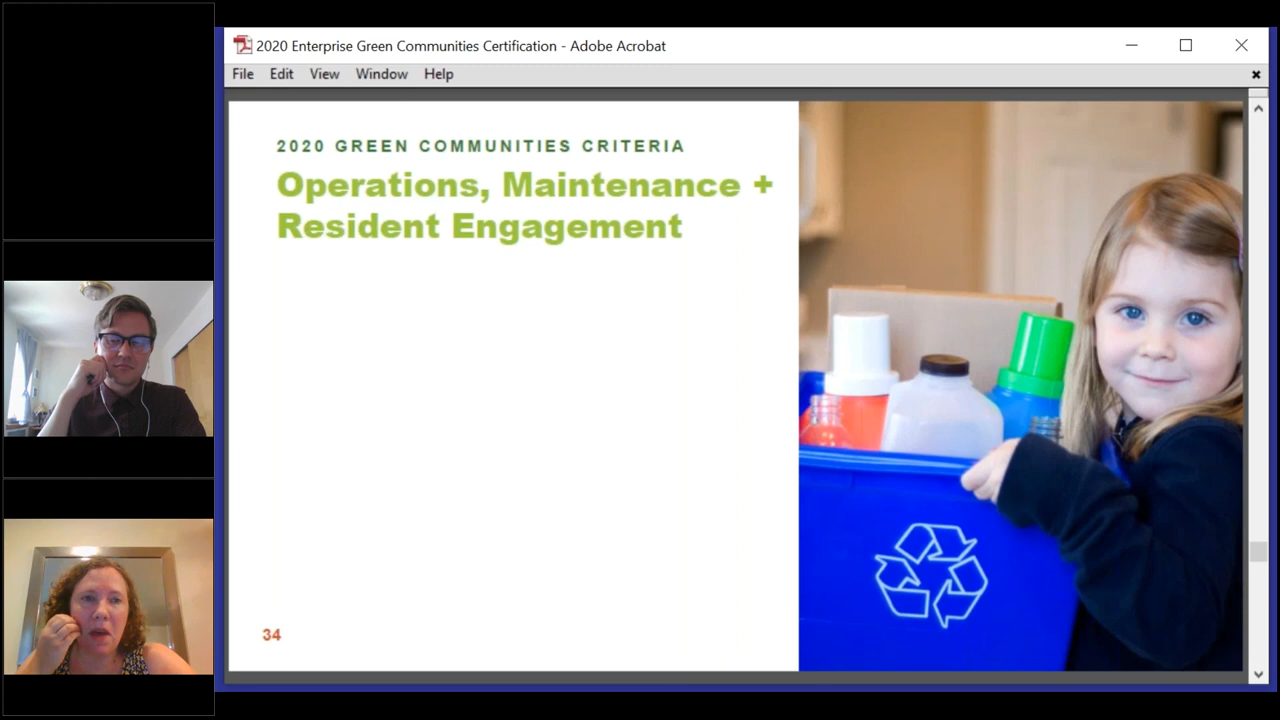 2020 Enterprise Green Communities Certification - Adobe Acrobat
File Edit View Window Help
2020 GREEN COMMUNITIES CRITERIA
Operations, Maintenance +
Resident Engagement
34